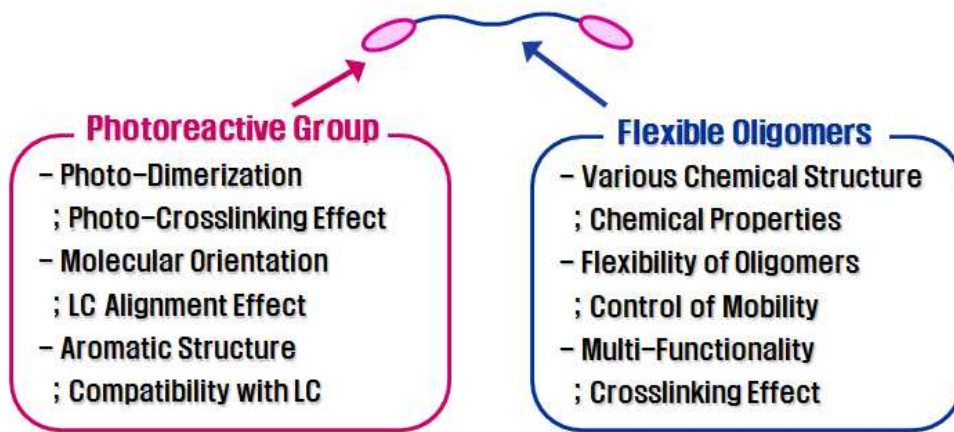 Photoreactive Group
- Photo-Dimerization
; Photo-Crosslinking Effect
- Molecular Orientation
; LC Alignment Effect
- Aromatic Structure
; Compatibility with LC
Flexible Oligomers
- Various Chemical Structure
; Chemical Properties
- Flexibility of Oligomers
; Control of Mobility
- Multi-Functionality
; Crosslinking Effect